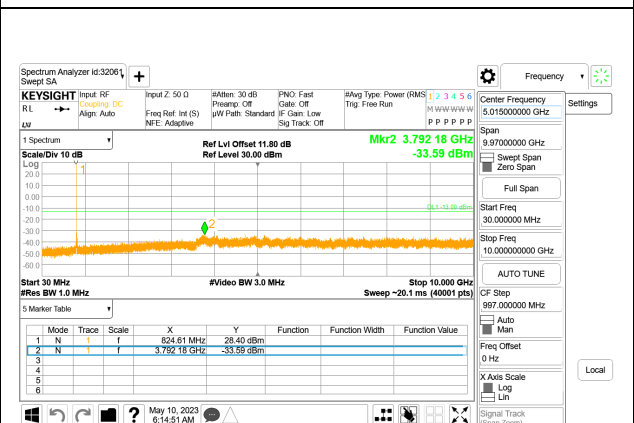 Spectrum Analyzer Id:32061,
Swept SA
Frequency
KEYSIGHT
Input: RF
Input Z: 50 Ω
#Atten: 30 dB
PNO: Fast
#Avg Type: Power (RMS
1 2 3 4 5 6
RL
Coupling: DC
Preamp: Off
Gate: Off
Trig: Free Run
M W W W W W
Align: Auto
Freq Ref: Int (S)
µW Path: Standard
IF Gain: Low
P P P P P P
LXI
NFE: Adaptive
Sig Track: Off
Center Frequency
5.015000000 GHz
Settings
1 Spectrum
Ref Lvl Offset 11.80 dB
Mkr2 3.792 18 GHz
Scale/Div 10 dB
Ref Level 30.00 dBm
-33.59 dBm
Span
9.97000000 GHz
Swept Span
Zero Span
Log
1
20.0
10.0
0.00
-10.0
DL1 -13.00 dBm
-20.0
2
-30.0
-40.0
-50.0
-60.0
Full Span
Start Freq
30.000000 MHz
Stop Freq
10.000000000 GHz
AUTO TUNE
Start 30 MHz
#Video BW 3.0 MHz
Stop 10.000 GHz
#Res BW 1.0 MHz
Sweep ~20.1 ms (40001 pts)
CF Step
997.000000 MHz
Auto
Man
5 Marker Table
Mode Trace Scale X Y Function Function Width Function Value
1 N 1 f 824.61 MHz 28.40 dBm
2 N 1 f 3.792 18 GHz -33.59 dBm
3
4
5
6
Freq Offset
0 Hz
Local
X Axis Scale
Log
Lin
?
May 10, 2023
6:14:51 AM
Signal Track
(Span Zoom)